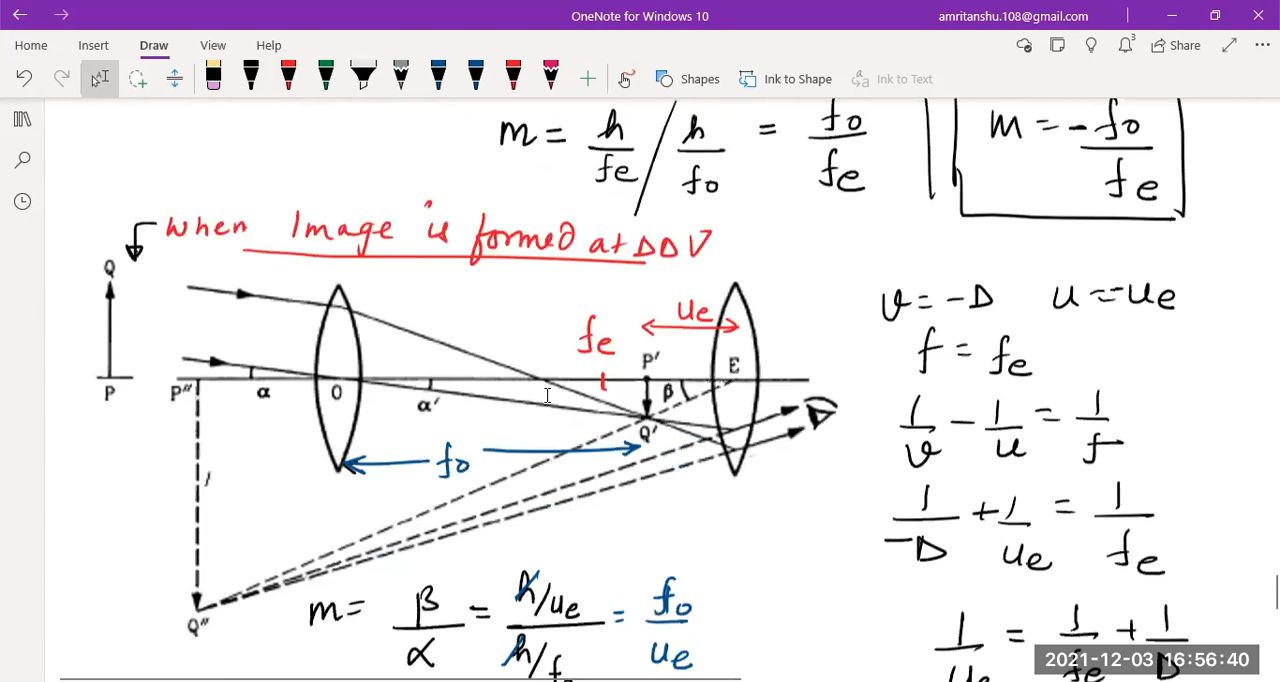 OneNote for Windows 10
amritanshu.108@gmail.com
Home Insert Draw View Help
Share
Shapes
Ink to Shape
Ink to Text
m = h/fe / h/fo = fo/fe
m = -fo/fe
When Image is formed at DDV
Q
P
P"
α
O
α'
fe
ue
P'
β
E
Q'
fo
Q"
m = β/α = h/ue / h/fo = fo/ue
v = -D u = -ue
f = fe
1/v - 1/u = 1/f
1/-D + 1/ue = 1/fe
1/ue = 1/fe + 1/D
2021-12-03 16:56:40